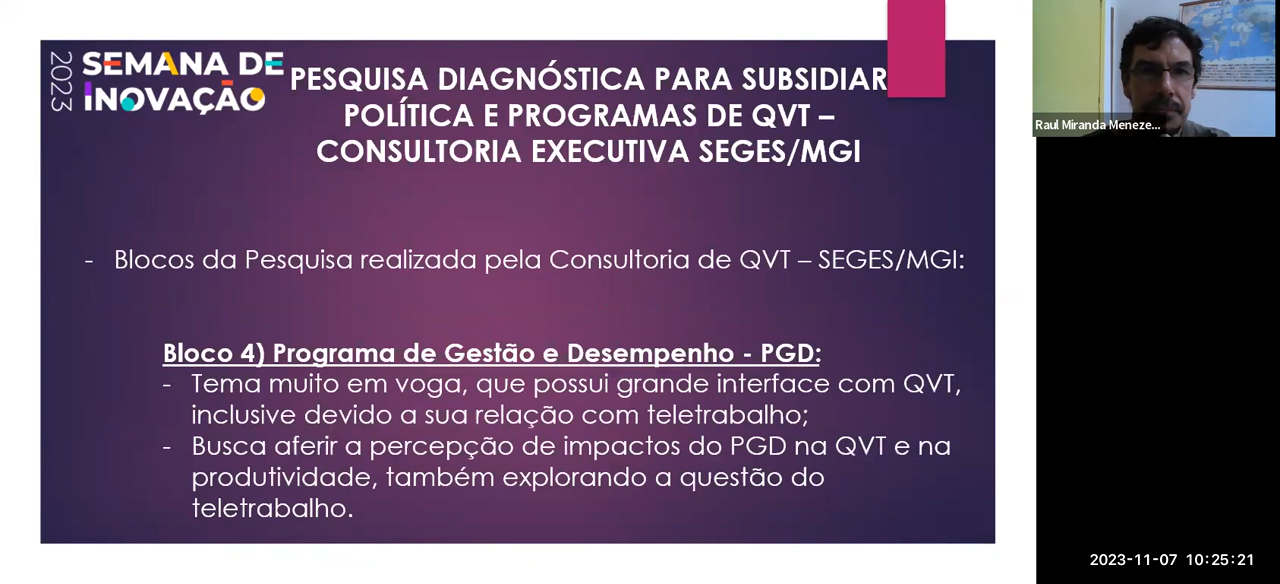 2023
SEMANA DE
INOVAÇÃO
PESQUISA DIAGNÓSTICA PARA SUBSIDIAR
POLÍTICA E PROGRAMAS DE QVT –
CONSULTORIA EXECUTIVA SEGES/MGI
- Blocos da Pesquisa realizada pela Consultoria de QVT – SEGES/MGI:
Bloco 4) Programa de Gestão e Desempenho - PGD:
- Tema muito em voga, que possui grande interface com QVT,
inclusive devido a sua relação com teletrabalho;
- Busca aferir a percepção de impactos do PGD na QVT e na
produtividade, também explorando a questão do
teletrabalho.
Raul Miranda Meneze...
2023-11-07 10:25:21